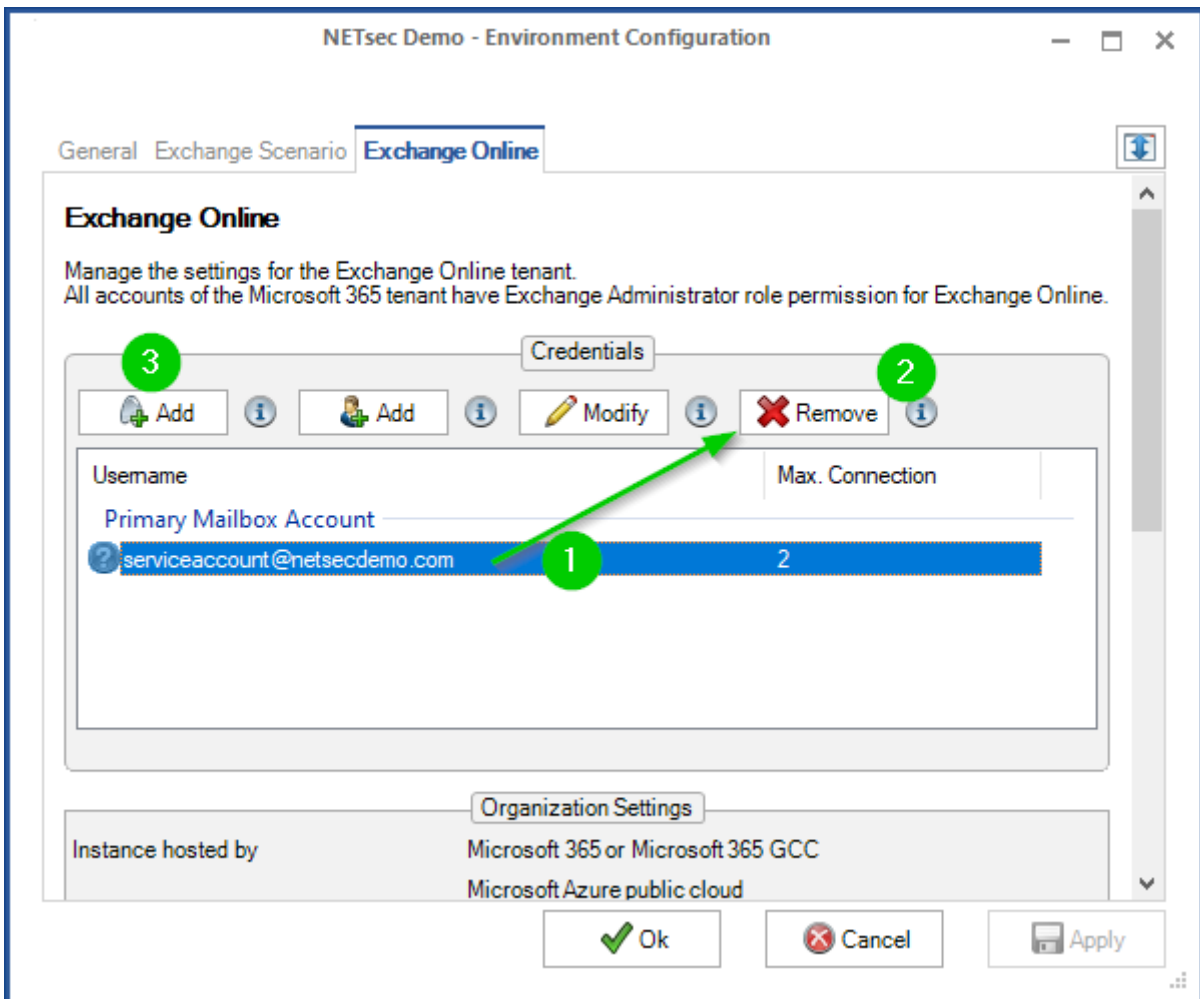 NETsec Demo - Environment Configuration
General Exchange Scenario Exchange Online
Exchange Online
Manage the settings for the Exchange Online tenant.
All accounts of the Microsoft 365 tenant have Exchange Administrator role permission for Exchange Online.
Credentials
3
2
Add Add Modify Remove
Username Max. Connection
Primary Mailbox Account
serviceaccount@netsecdemo.com 1 2
Organization Settings
Instance hosted by Microsoft 365 or Microsoft 365 GCC
Microsoft Azure public cloud
Ok Cancel Apply